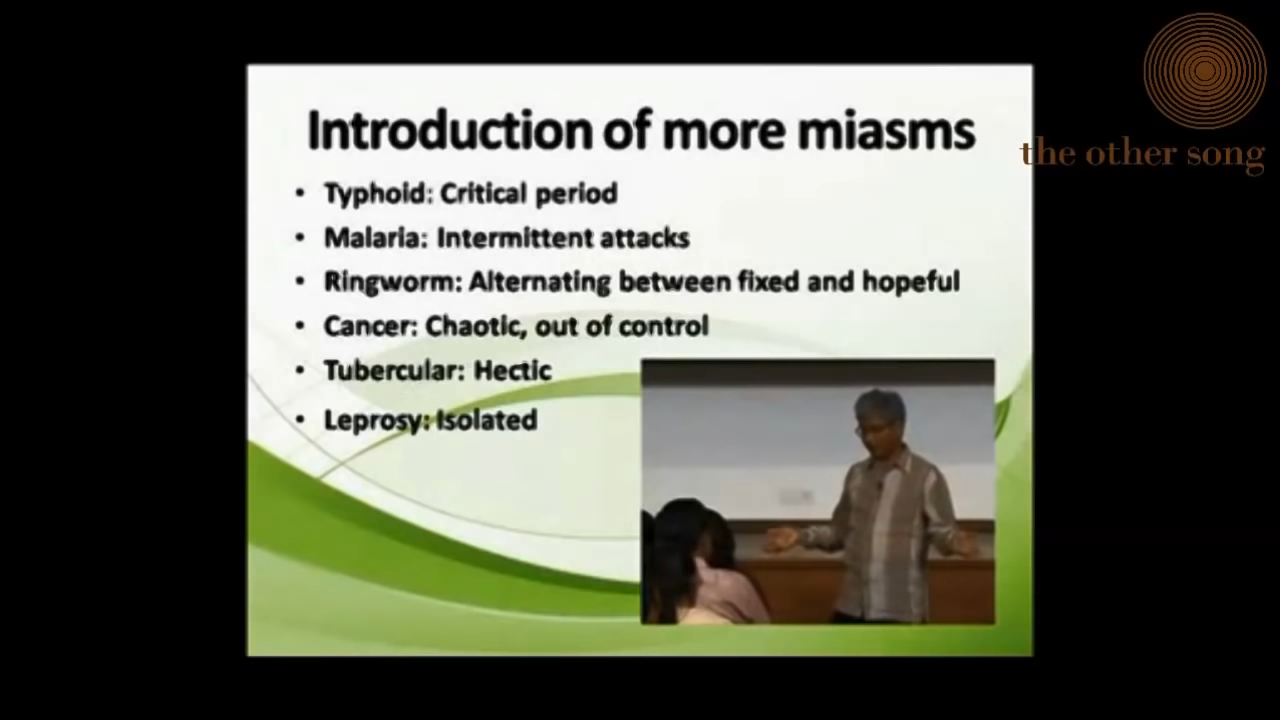 the other song
Introduction of more miasms
• Typhoid: Critical period
• Malaria: Intermittent attacks
• Ringworm: Alternating between fixed and hopeful
• Cancer: Chaotic, out of control
• Tubercular: Hectic
• Leprosy: Isolated